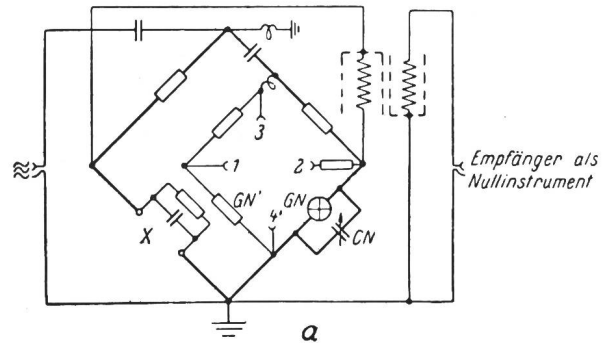 3
1
2
Empfänger als
Nullinstrument
GN'
GN
X
4'
CN
a